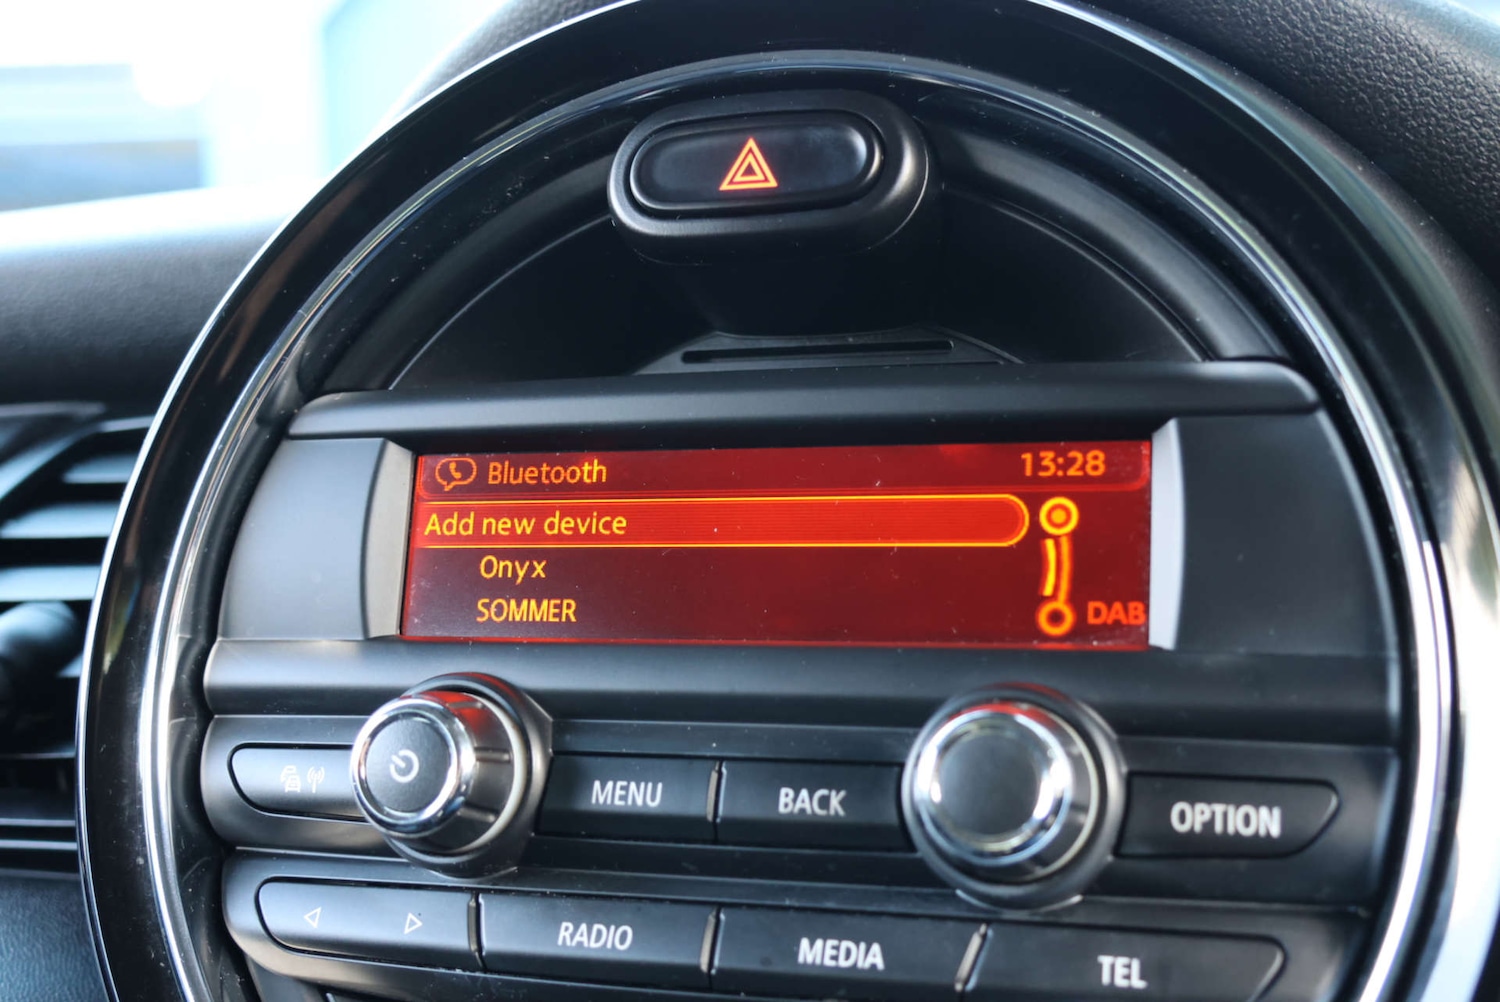 Bluetooth 13:28
Add new device
Onyx
SOMMER
DAB
MENU BACK OPTION
RADIO MEDIA TEL